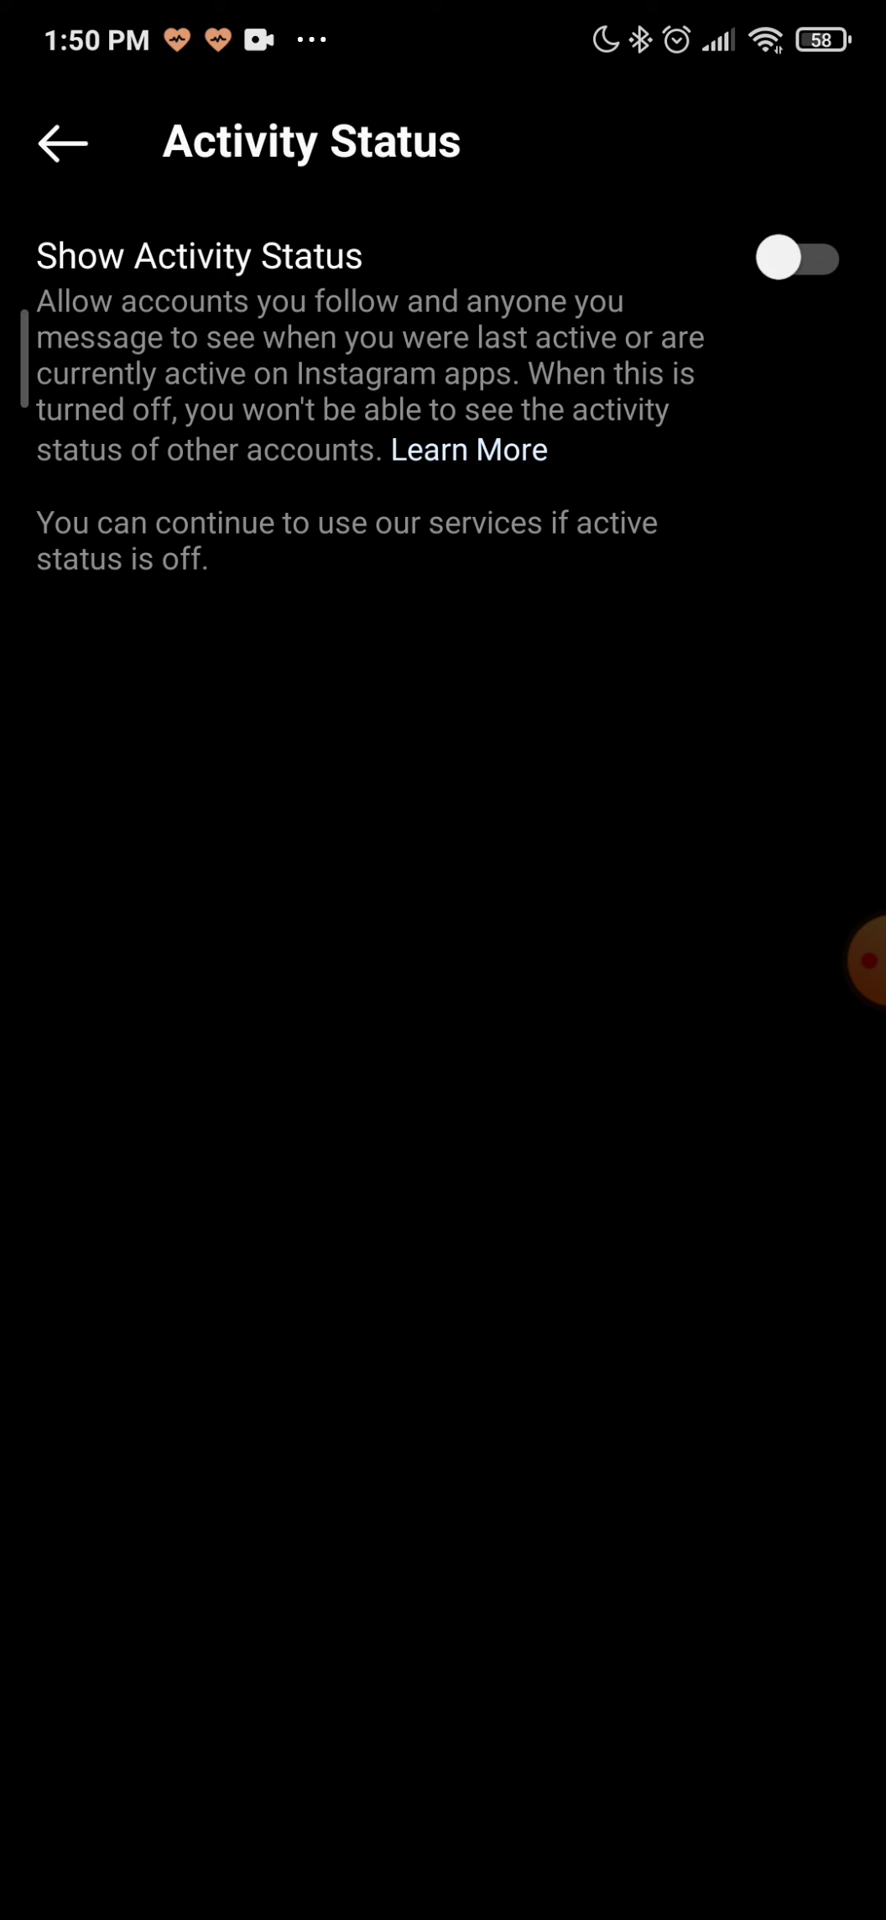 1:50 PM 58
Activity Status
Show Activity Status
Allow accounts you follow and anyone you
message to see when you were last active or are
currently active on Instagram apps. When this is
turned off, you won't be able to see the activity
status of other accounts. Learn More
You can continue to use our services if active
status is off.